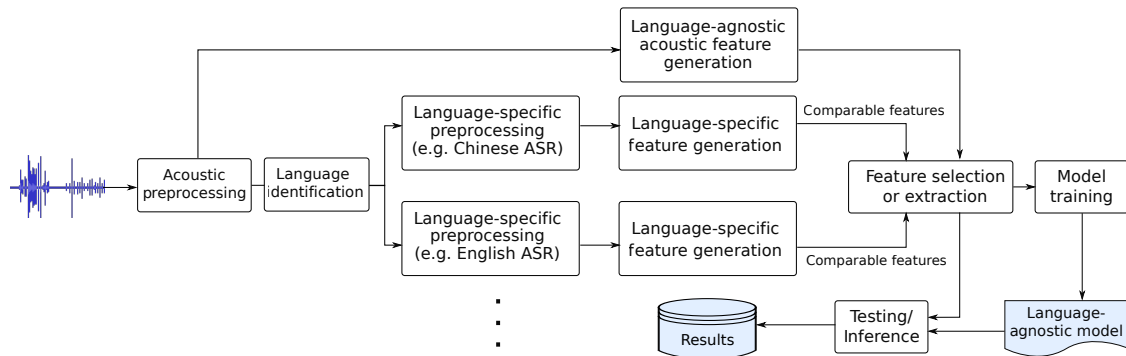 Language-agnostic
acoustic feature
generation
Language-specific
preprocessing
(e.g. Chinese ASR)
Language-specific
feature generation
Comparable features
Acoustic
preprocessing
Language
identification
Feature selection
or extraction
Model
training
Language-specific
preprocessing
(e.g. English ASR)
Language-specific
feature generation
Comparable features
Results
Testing/
Inference
Language-
agnostic model